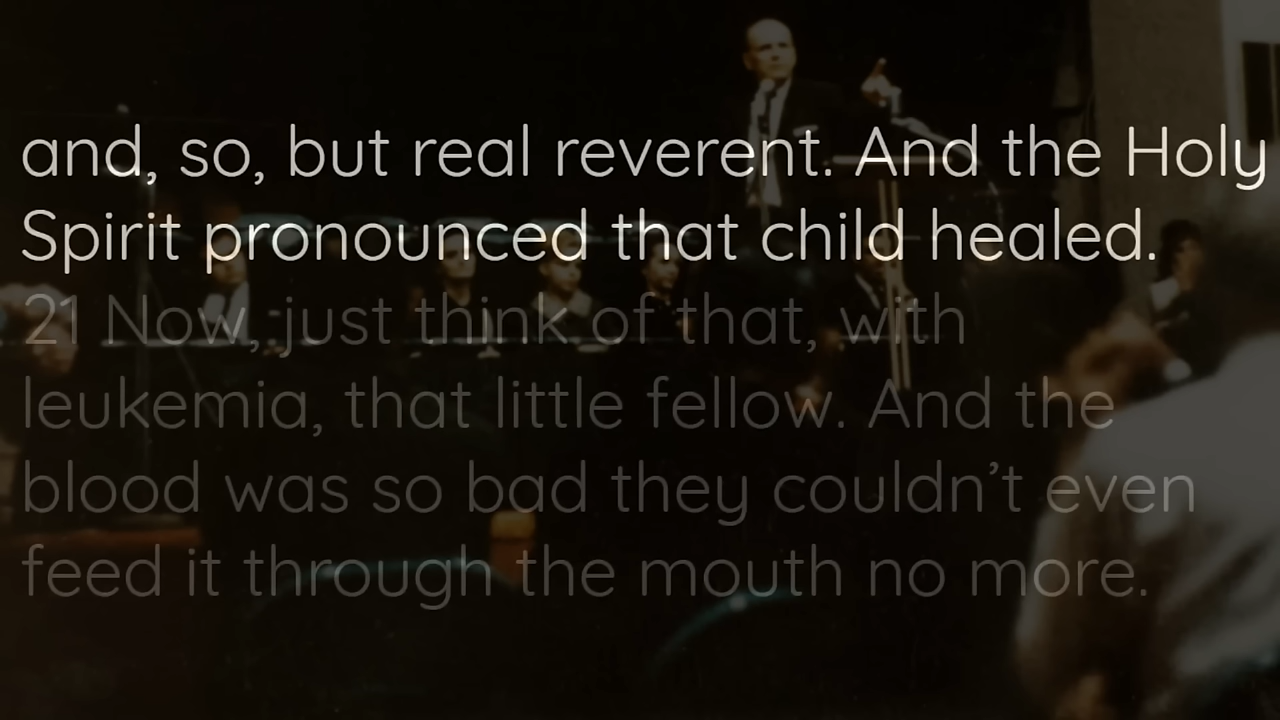 and, so, but real reverent. And the Holy
Spirit pronounced that child healed.
21 Now, just think of that, with
leukemia, that little fellow. And the
blood was so bad they couldn’t even
feed it through the mouth no more.